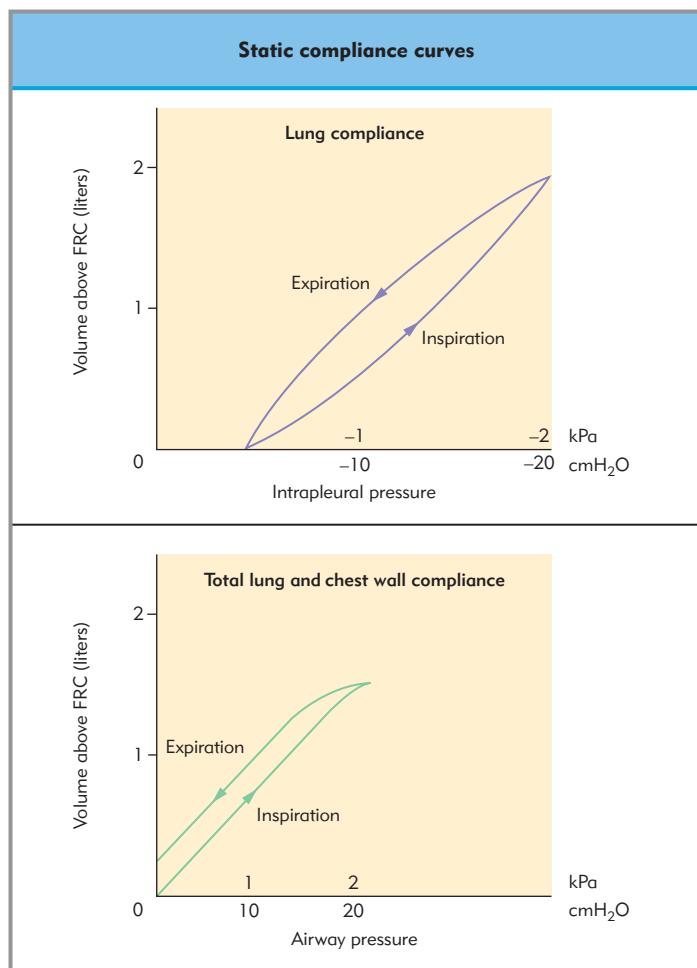 Static compliance curves
Lung compliance
Volume above FRC (liters)
2
1
0
Expiration
Inspiration
–1 –2 kPa
–10 –20 cmH₂O
Intrapleural pressure
Total lung and chest wall compliance
Volume above FRC (liters)
2
1
0
Expiration
Inspiration
1 2 kPa
10 20 cmH₂O
Airway pressure